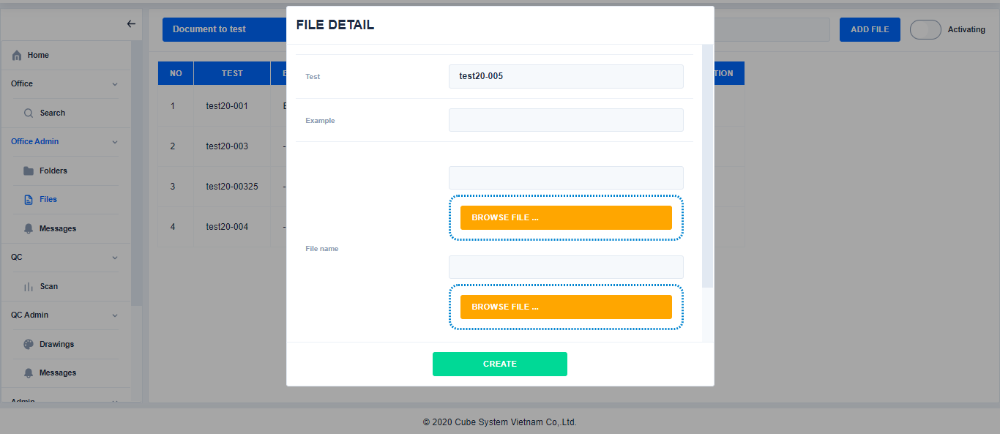 Home
Office
Search
Office Admin
Folders
Files
Messages
QC
Scan
QC Admin
Drawings
Messages
Admin
Document to test
ADD FILE
Activating
NO
TEST
E
TION
1
test20-001
E
2
test20-003
-
3
test20-00325
-
4
test20-004
-
FILE DETAIL
Test
test20-005
Example
File name
BROWSE FILE ...
BROWSE FILE ...
CREATE
© 2020 Cube System Vietnam Co,.Ltd.